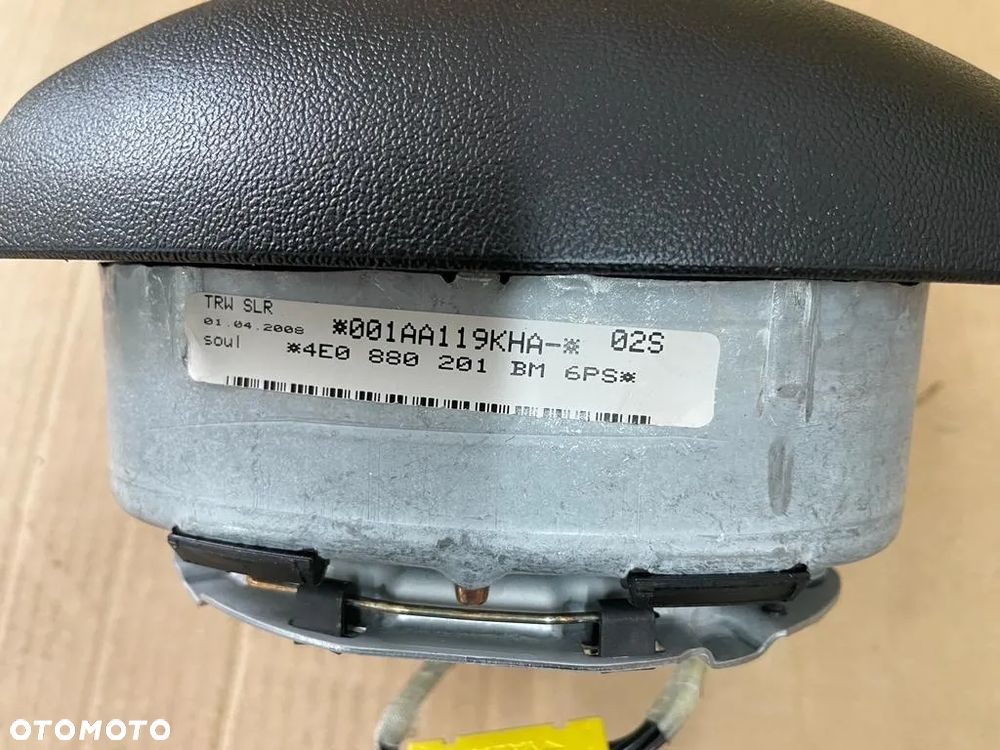 TRW SLR
01.04.2008 *001AA119KHA-* 02S
soul *4E0 880 201 BM 6PS*
OTOMOTO